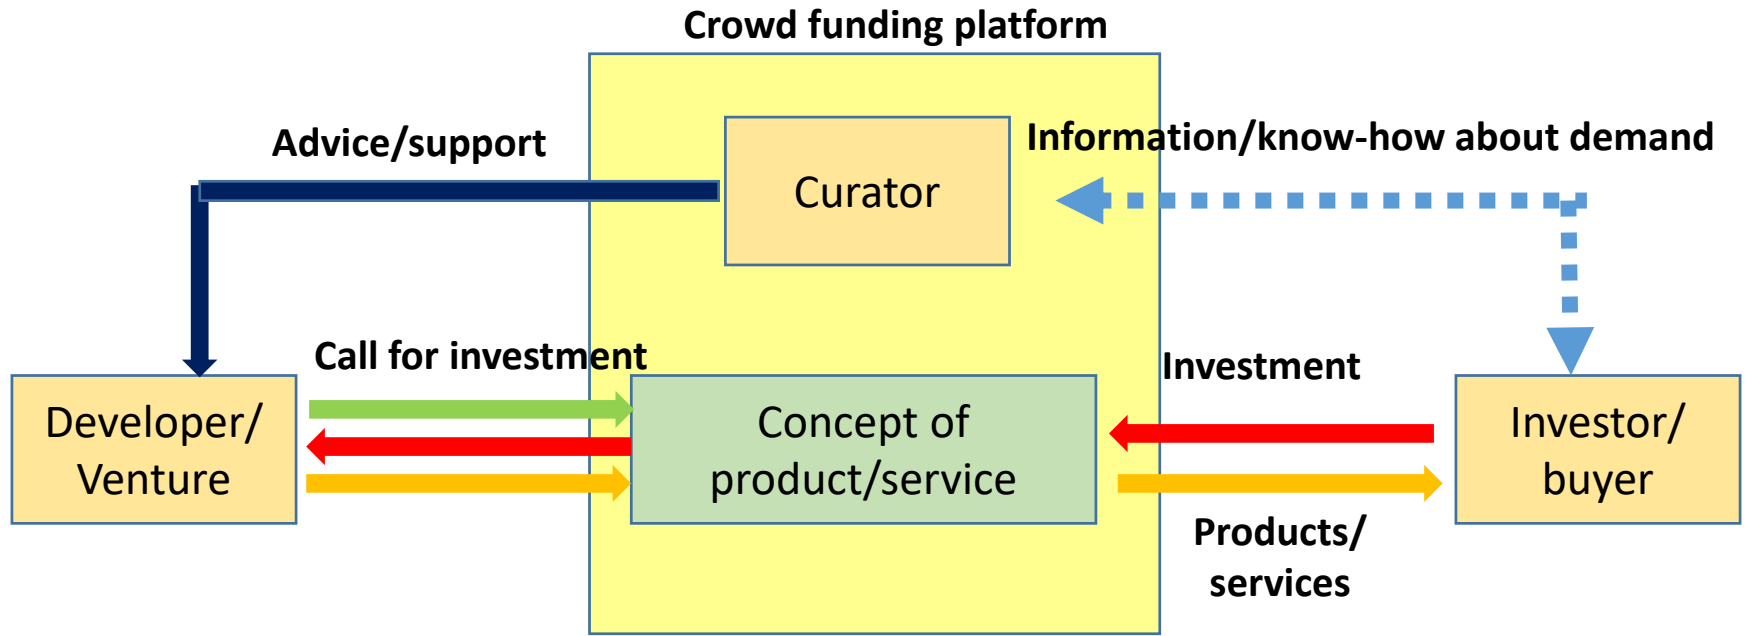 Crowd funding platform
Advice/support
Curator
Information/know-how about demand
Call for investment
Investment
Developer/
Venture
Concept of
product/service
Investor/
buyer
Products/
services